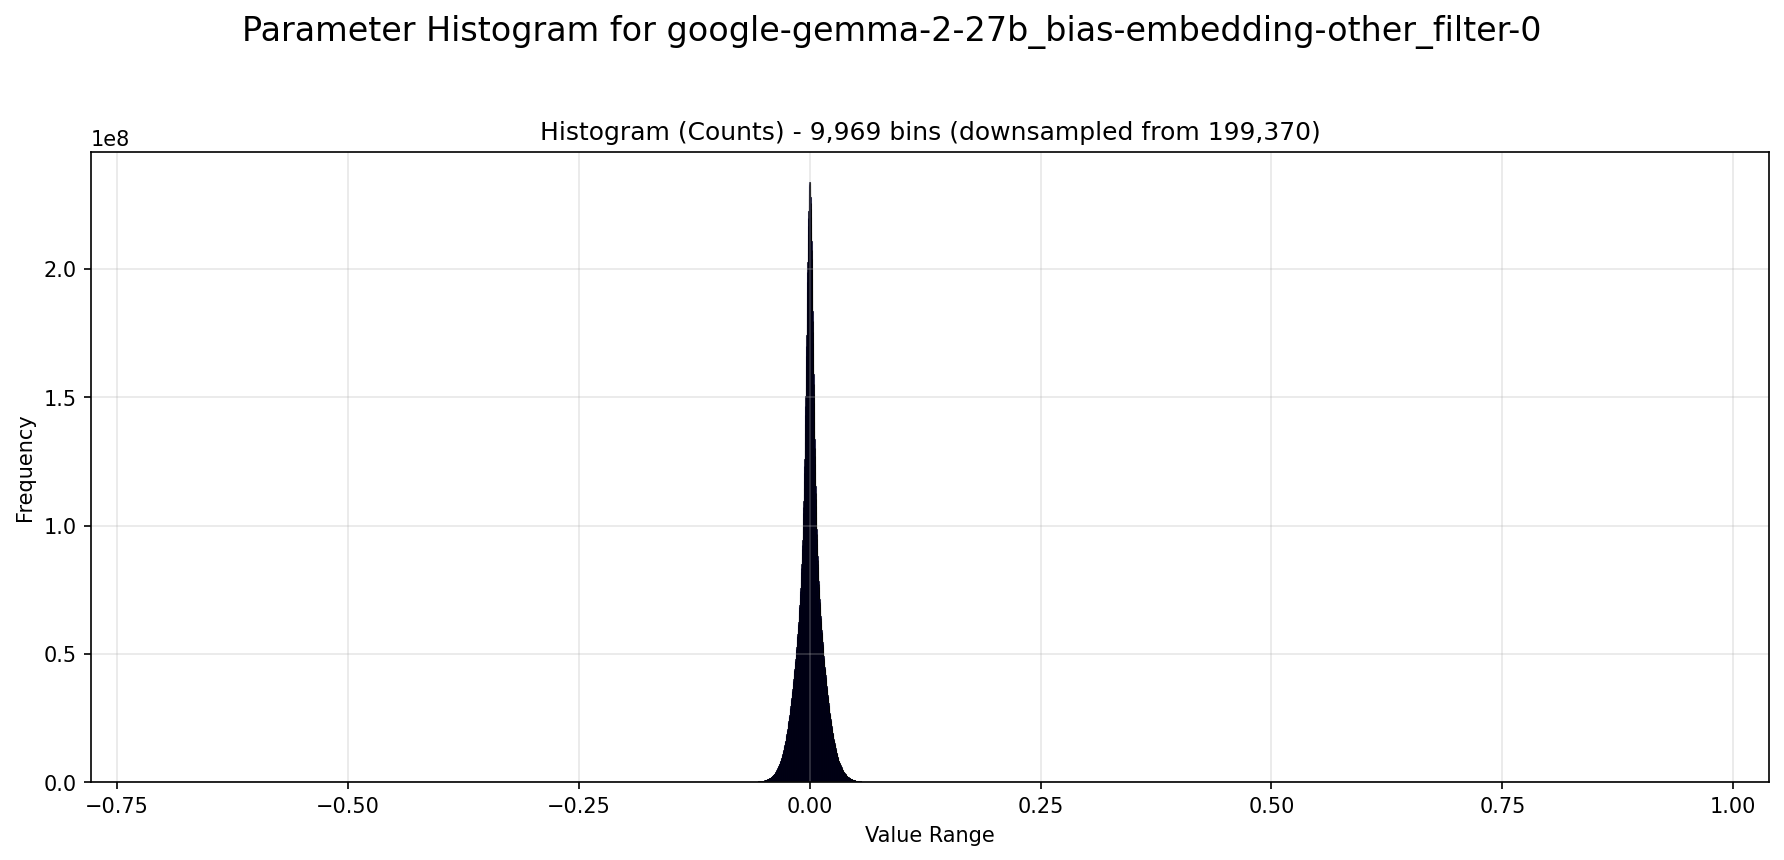 Parameter Histogram for google-gemma-2-27b_bias-embedding-other_filter-0
Histogram (Counts) - 9,969 bins (downsampled from 199,370)
1e8
2.0
1.5
1.0
0.5
0.0
Frequency
−0.75 −0.50 −0.25 0.00 0.25 0.50 0.75 1.00
Value Range